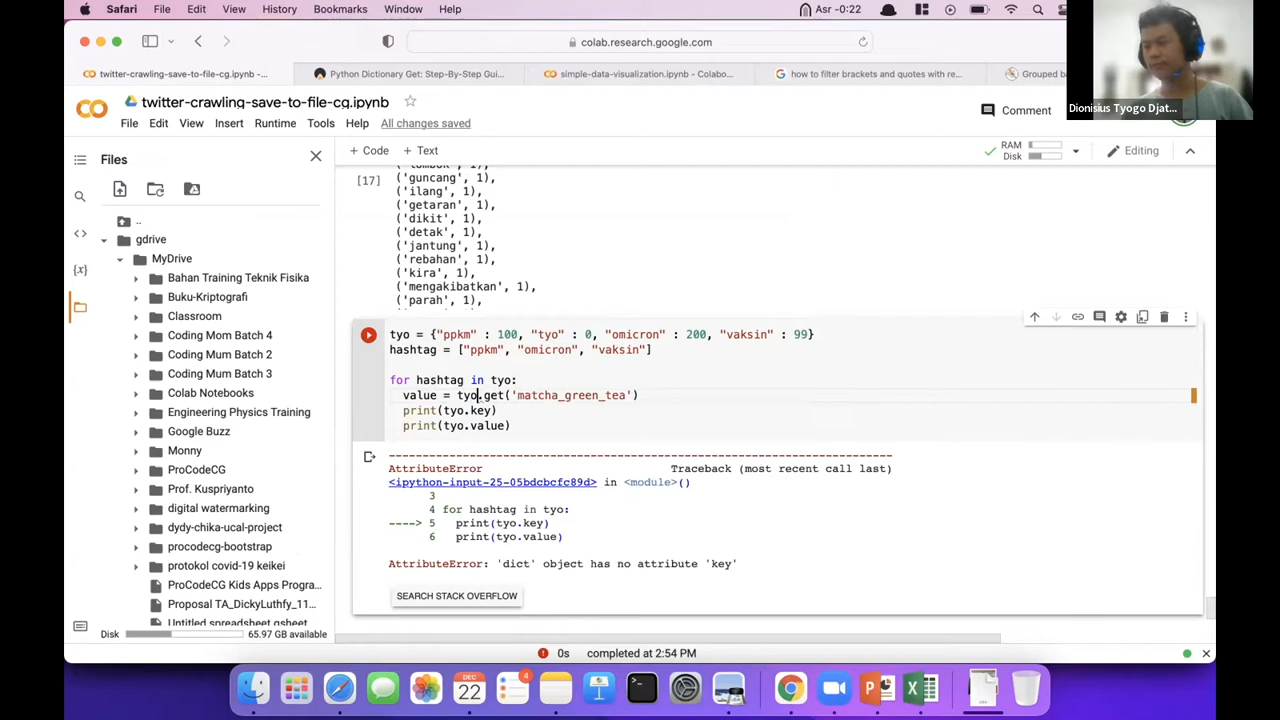 Safari File Edit View History Bookmarks Window Help
-0:22
colab.research.google.com
twitter-crawling-save-to-file-cg.ipynb -...
Python Dictionary Get: Step-By-Step Gui...
simple-data-visualization.ipynb - Colabo...
how to filter brackets and quotes with re...
Grouped ba
twitter-crawling-save-to-file-cg.ipynb
Comment
Dionisius Tyogo Djat...
File Edit View Insert Runtime Tools Help All changes saved
Files
+ Code + Text
RAM
Disk
Editing
[17]
('guncang', 1),
('ilang', 1),
('getaran', 1),
('dikit', 1),
('detak', 1),
('jantung', 1),
('rebahan', 1),
('kira', 1),
('mengakibatkan', 1),
('parah', 1),
..
gdrive
MyDrive
Bahan Training Teknik Fisika
Buku-Kriptografi
Classroom
Coding Mom Batch 4
Coding Mum Batch 2
Coding Mum Batch 3
Colab Notebooks
Engineering Physics Training
Google Buzz
Monny
ProCodeCG
Prof. Kuspriyanto
digital watermarking
dydy-chika-ucal-project
procodecg-bootstrap
protokol covid-19 keikei
ProCodeCG Kids Apps Progra...
Proposal TA_DickyLuthfy_11...
Untitled spreadsheet.gsheet
Disk 65.97 GB available
tyo = {"ppkm" : 100, "tyo" : 0, "omicron" : 200, "vaksin" : 99}
hashtag = ["ppkm", "omicron", "vaksin"]
for hashtag in tyo:
value = tyo.get('matcha_green_tea')
print(tyo.key)
print(tyo.value)
---------------------------------------------------------------------------
AttributeError Traceback (most recent call last)
<ipython-input-25-05bdcbcfc89d> in <module>()
3
4 for hashtag in tyo:
----> 5 print(tyo.key)
6 print(tyo.value)
AttributeError: 'dict' object has no attribute 'key'
SEARCH STACK OVERFLOW
0s completed at 2:54 PM
DEC
22
4